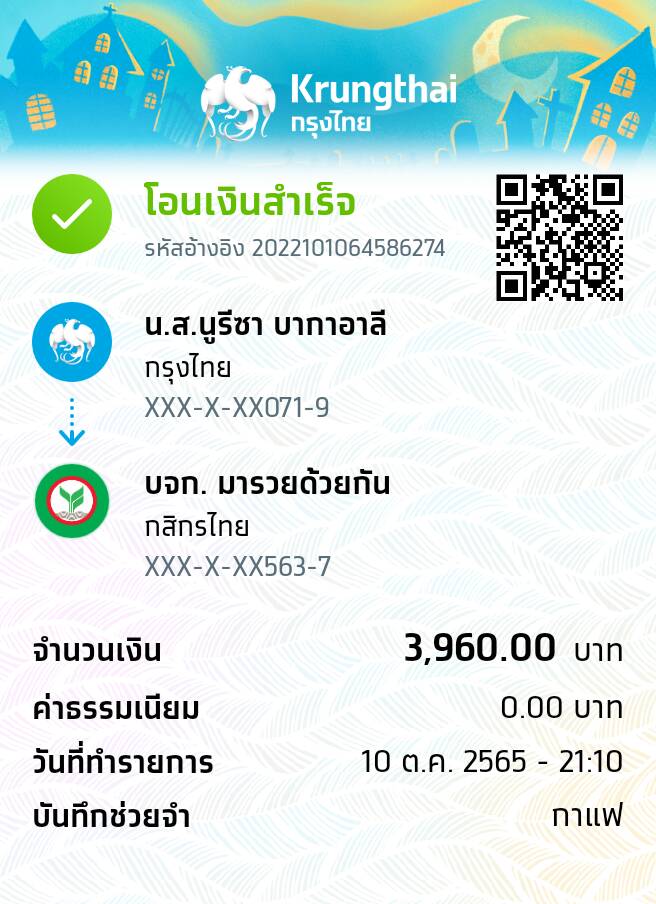 Krungthai
กรุงไทย
โอนเงินสำเร็จ
รหัสอ้างอิง 2022101064586274
น.ส.นูรีซา บากาอาลี
กรุงไทย
XXX-X-XX071-9
บจก. มารวยด้วยกัน
กสิกรไทย
XXX-X-XX563-7
จำนวนเงิน 3,960.00 บาท
ค่าธรรมเนียม 0.00 บาท
วันที่ทำรายการ 10 ต.ค. 2565 - 21:10
บันทึกช่วยจำ กาแฟ